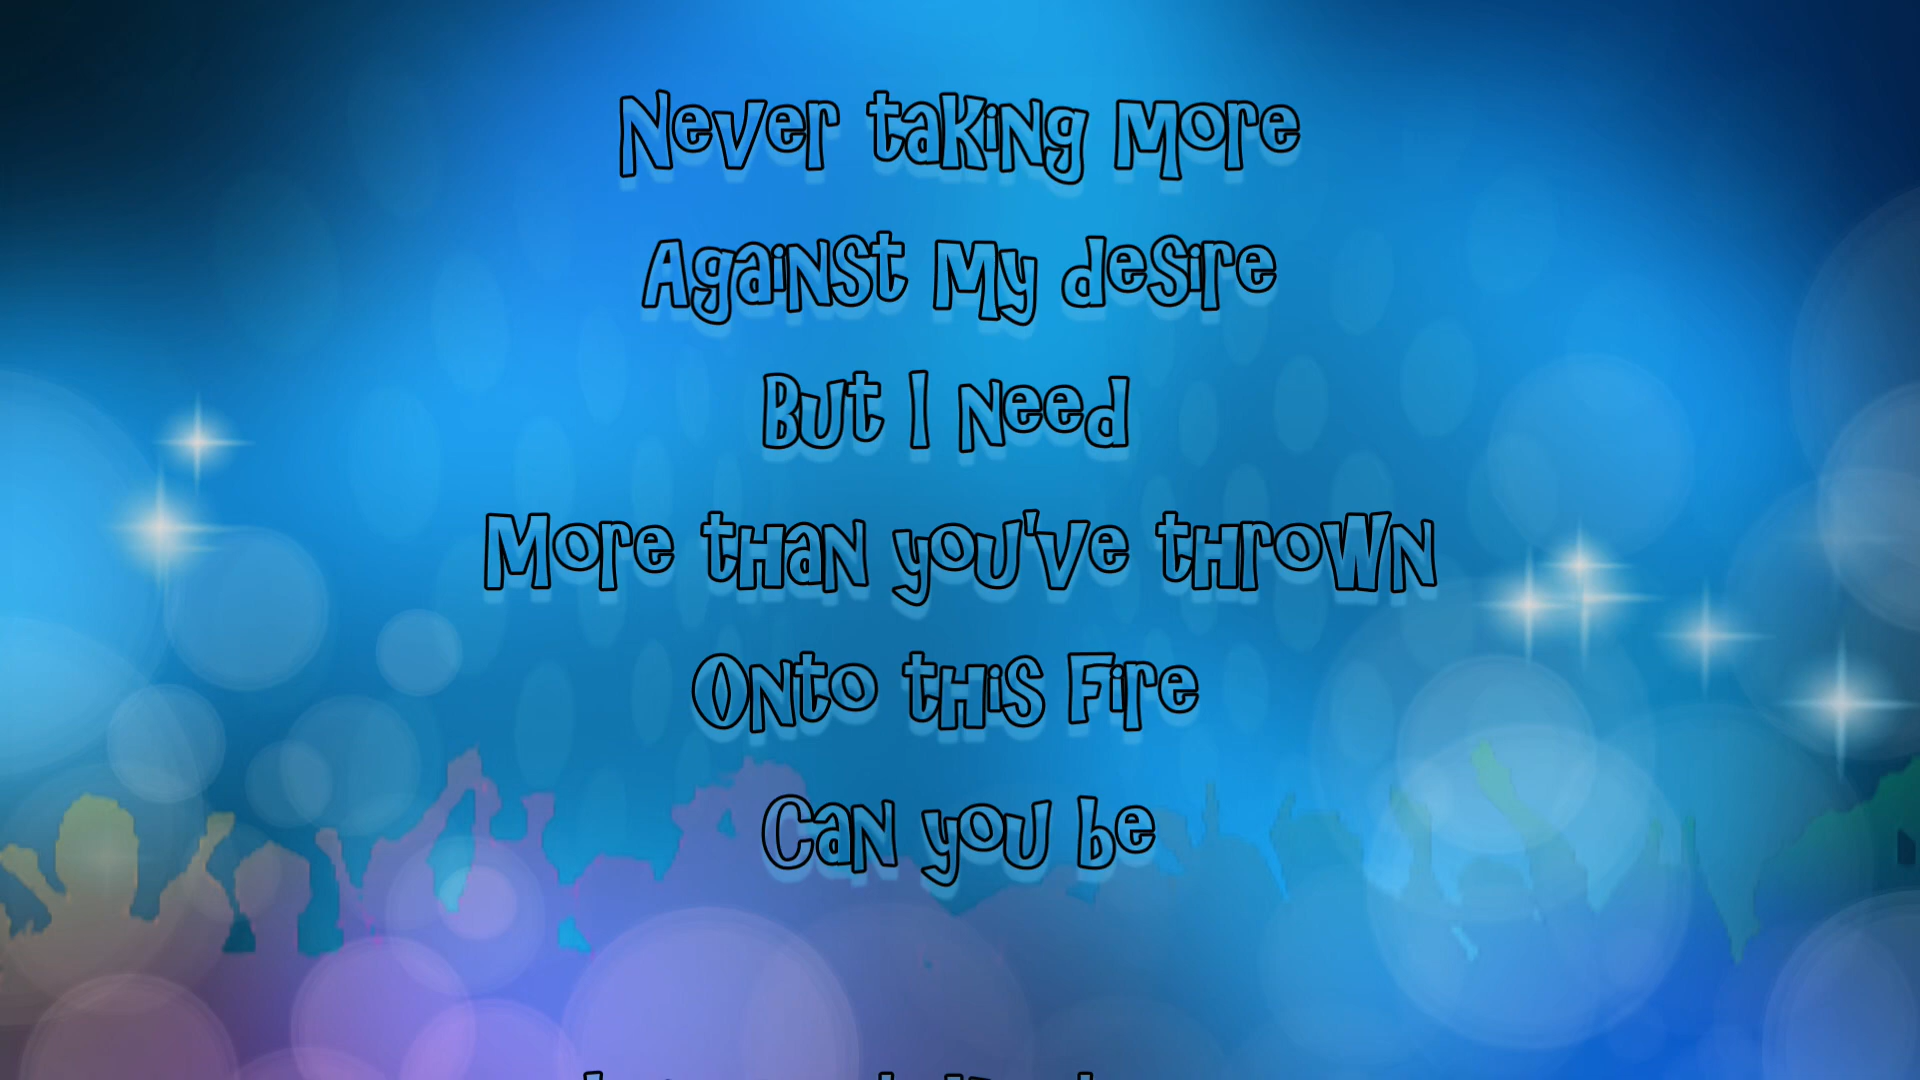 Never taking more
Against my desire
But I need
More than you've thrown
Onto this fire
Can you be